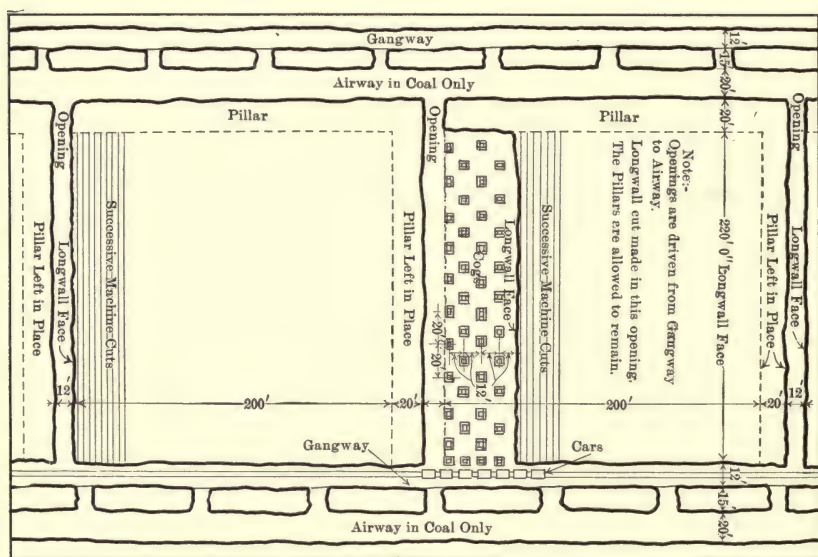 Gangway
12'
15'
20'
Airway in Coal Only
Pillar
Pillar
20'
Opening
Opening
Opening
Note:-
Openings are driven from Gangway
to Airway.
Longwall cut made in this opening.
The Pillars are allowed to remain.
Successive Machine Cuts
Longwall Face
Pillar Left in Place
Pillar Left in Place
Cogs
Longwall Face
Successive Machine Cuts
220' 0" Longwall Face
Pillar Left in Place
Longwall Face
20'
20'
12'
12'
200'
20'
200'
20'
12'
Gangway
Cars
12'
15'
20'
Airway in Coal Only